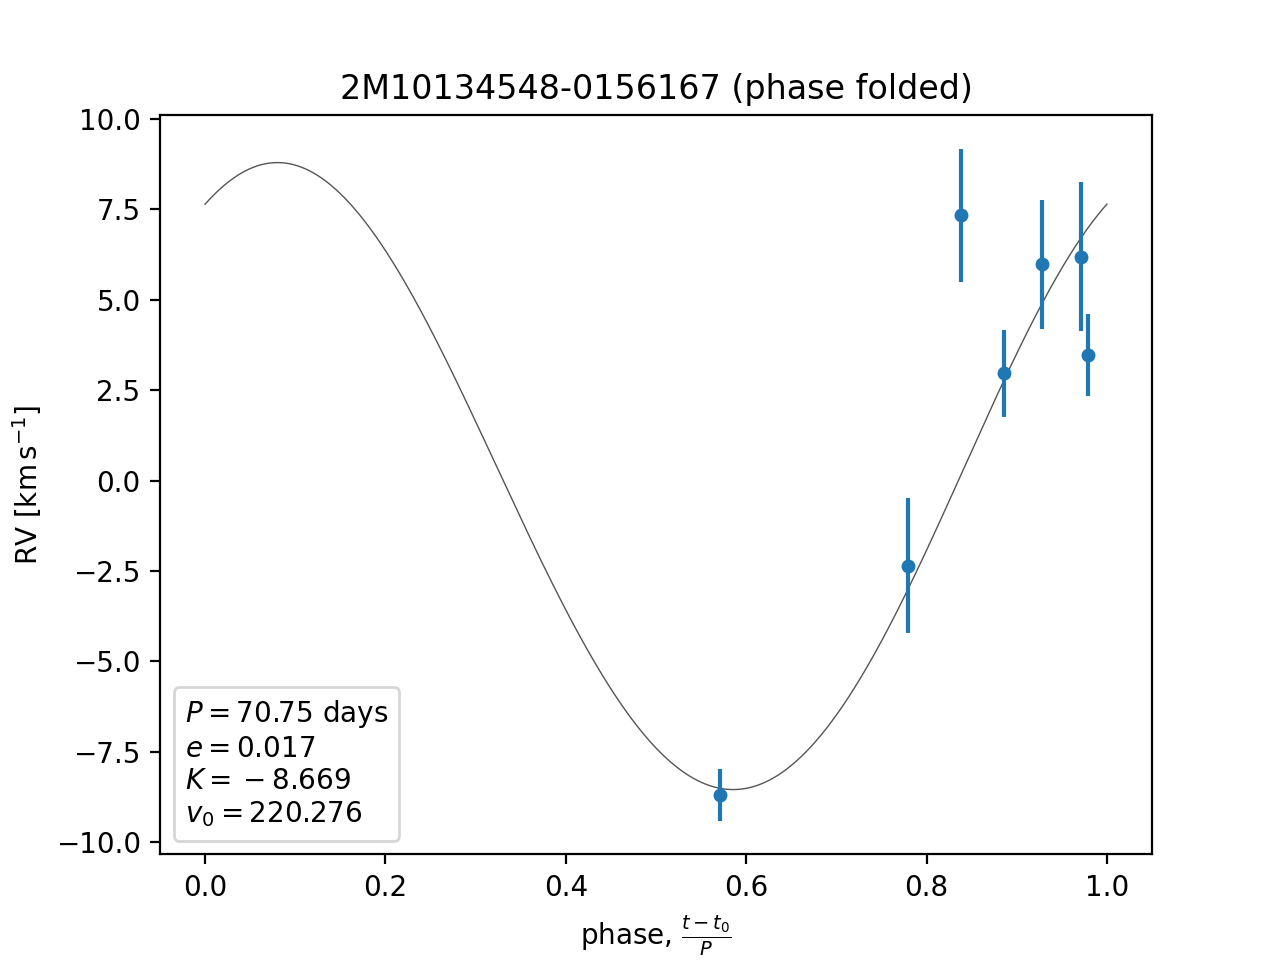 2M10134548-0156167 (phase folded)
10.0
7.5
5.0
2.5
0.0
−2.5
−5.0
−7.5
−10.0
RV [km s⁻¹]
P = 70.75 days
e = 0.017
K = −8.669
v₀ = 220.276
0.0 0.2 0.4 0.6 0.8 1.0
phase, (t − t₀)/P